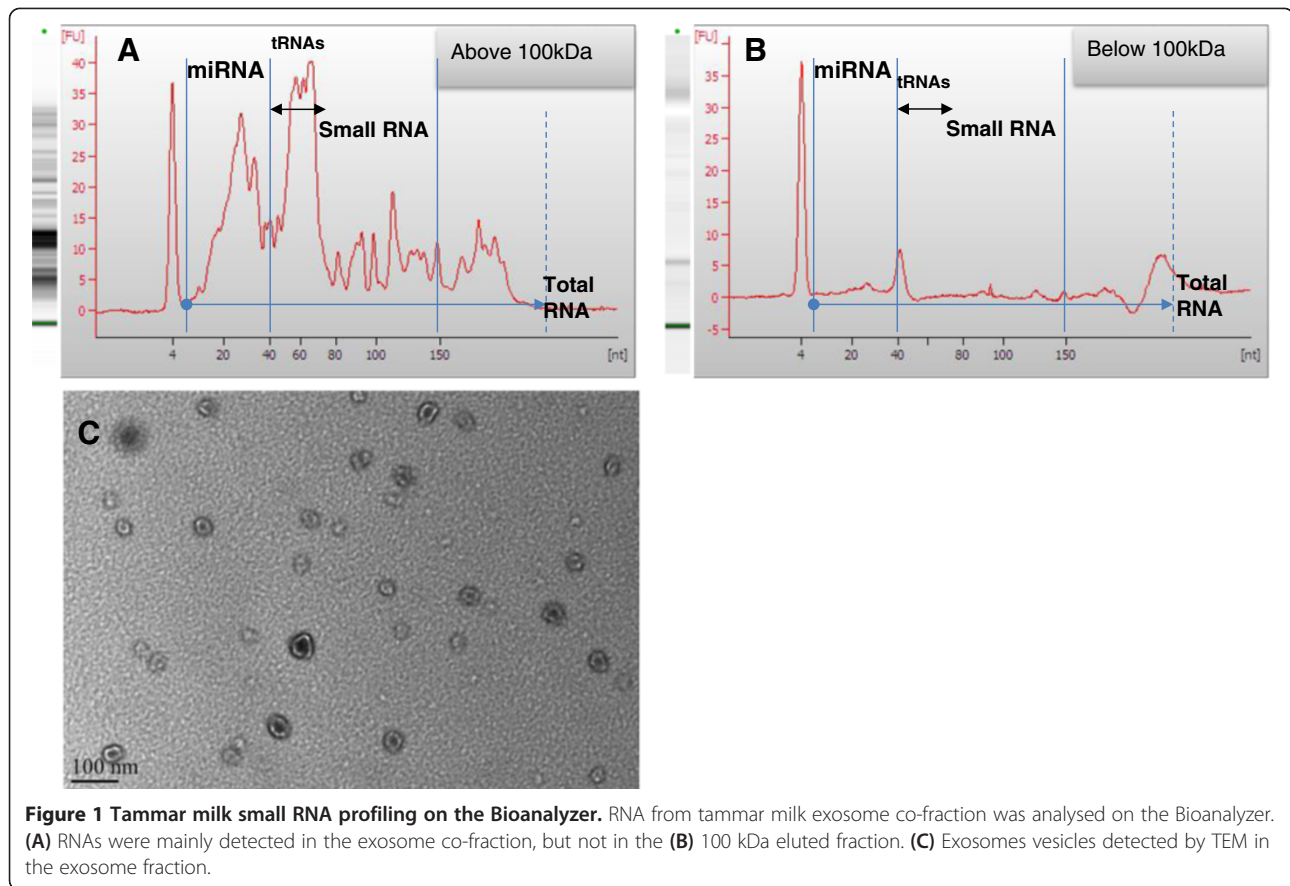 [FU]
A
tRNAs
Above 100kDa
miRNA
Small RNA
40
35
30
25
20
15
10
5
0
Total
RNA
4 20 40 60 80 100 150 [nt]
[FU]
B
Below 100kDa
miRNA
tRNAs
Small RNA
35
30
25
20
15
10
5
0
-5
Total
RNA
4 20 40 80 100 150 [nt]
C
100 nm
Figure 1 Tammar milk small RNA profiling on the Bioanalyzer. RNA from tammar milk exosome co-fraction was analysed on the Bioanalyzer.
(A) RNAs were mainly detected in the exosome co-fraction, but not in the (B) 100 kDa eluted fraction. (C) Exosomes vesicles detected by TEM in
the exosome fraction.